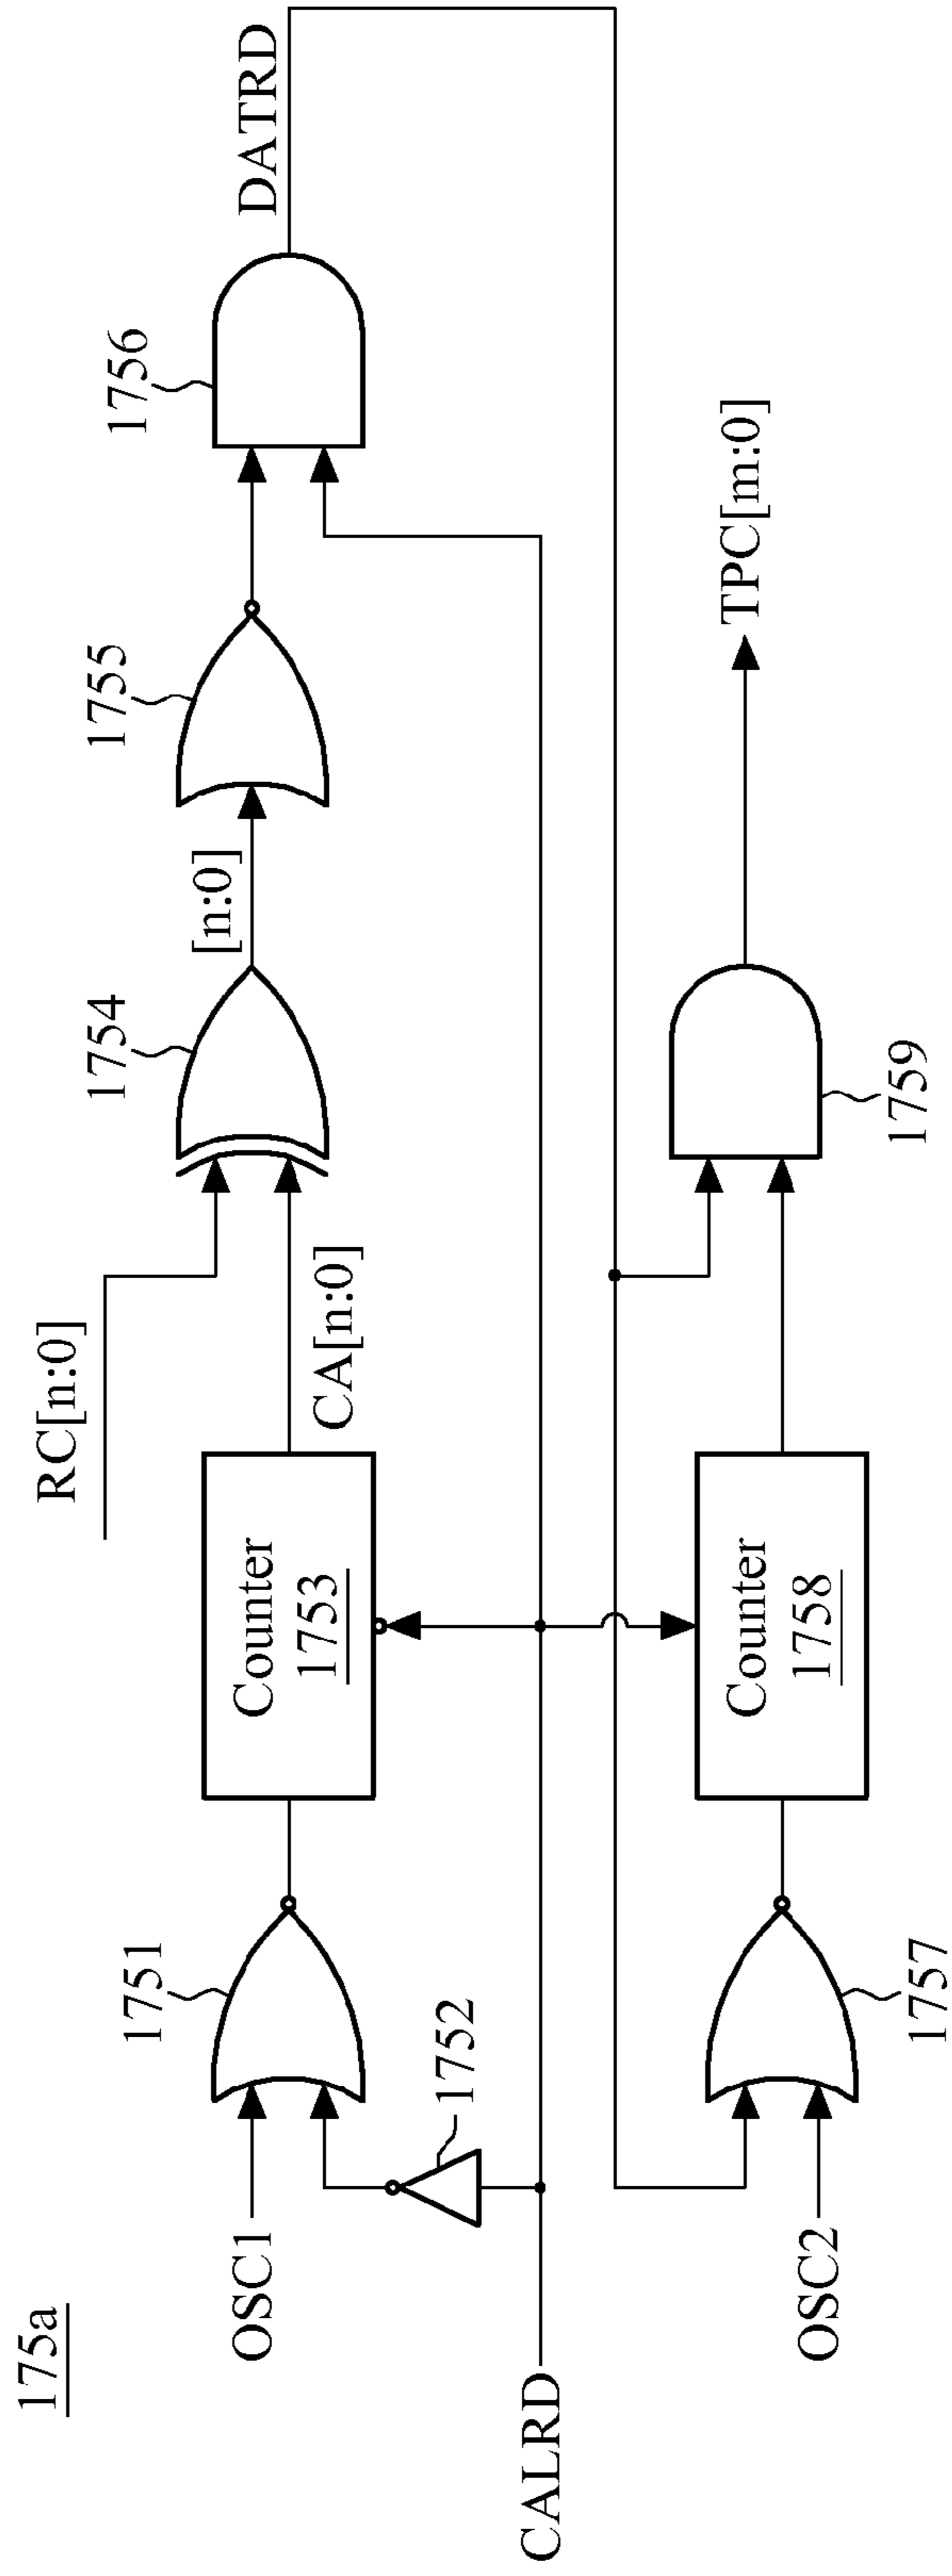 175a
OSC1
1751
1752
Counter
1753
RC[n:0]
CA[n:0]
1754
[n:0]
1755
1756
DATRD
CALRD
OSC2
1757
Counter
1758
1759
TPC[m:0]